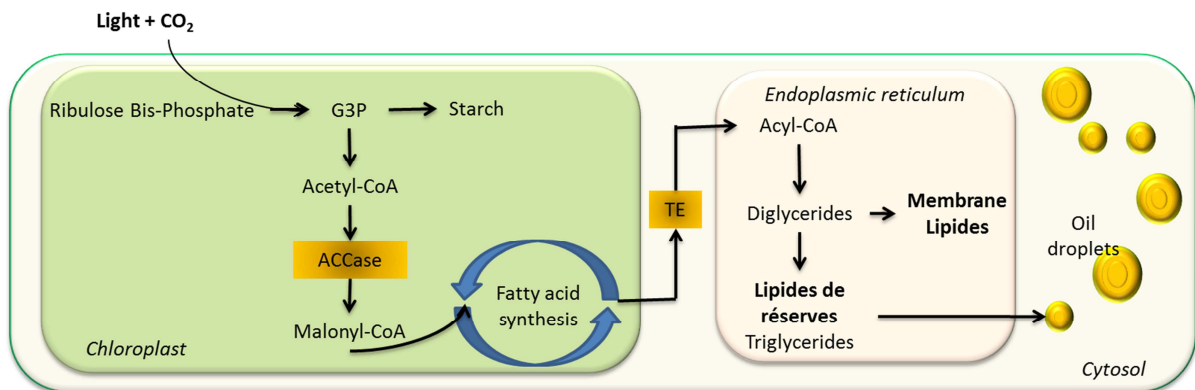 Light + CO₂
Ribulose Bis-Phosphate
G3P
Starch
Acetyl-CoA
ACCase
Malonyl-CoA
Fatty acid
synthesis
Chloroplast
TE
Endoplasmic reticulum
Acyl-CoA
Diglycerides
Membrane
Lipides
Lipides de
réserves
Triglycerides
Oil
droplets
Cytosol